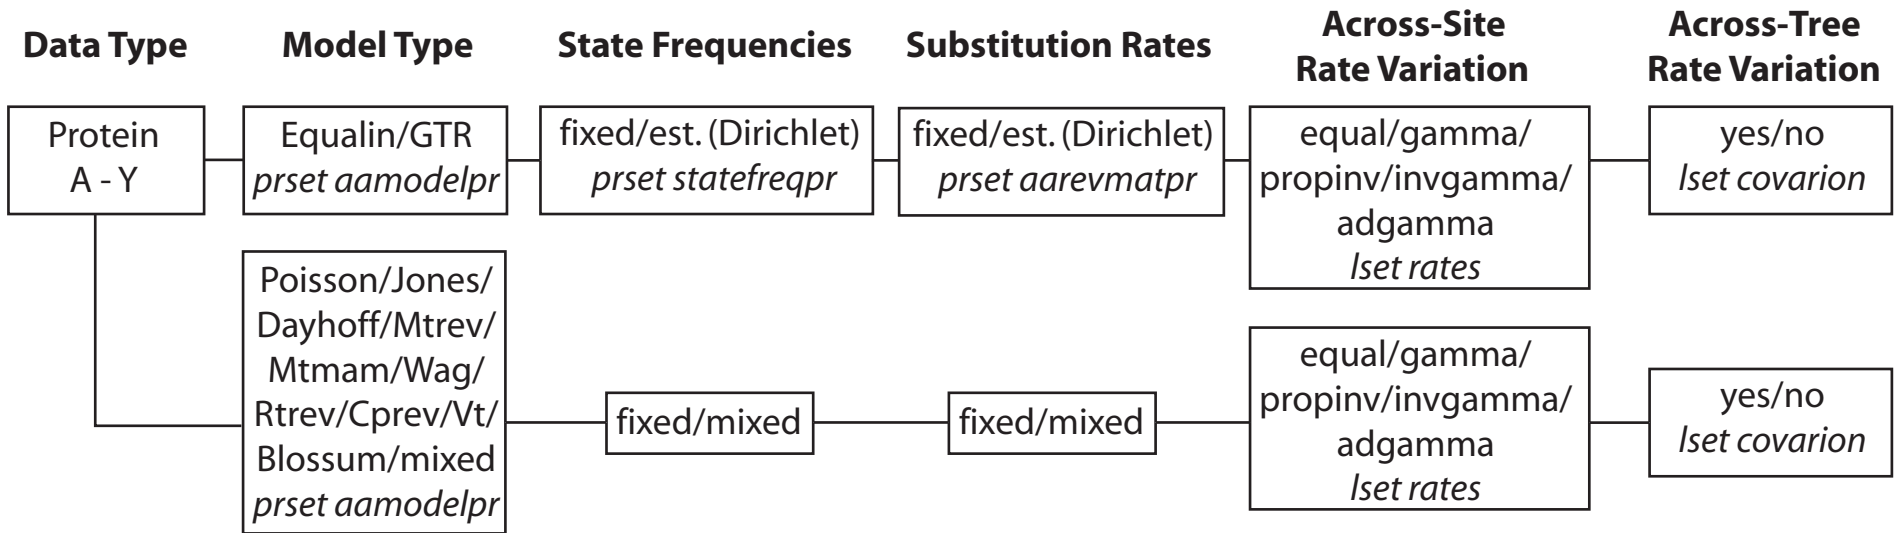 Data Type
Model Type
State Frequencies
Substitution Rates
Across-Site
Rate Variation
Across-Tree
Rate Variation
Protein
A - Y
Equalin/GTR
prset aamodelpr
fixed/est. (Dirichlet)
prset statefreqpr
fixed/est. (Dirichlet)
prset aarevmatpr
equal/gamma/
propinv/invgamma/
adgamma
lset rates
yes/no
lset covarion
Poisson/Jones/
Dayhoff/Mtrev/
Mtmam/Wag/
Rtrev/Cprev/Vt/
Blossum/mixed
prset aamodelpr
fixed/mixed
fixed/mixed
equal/gamma/
propinv/invgamma/
adgamma
lset rates
yes/no
lset covarion